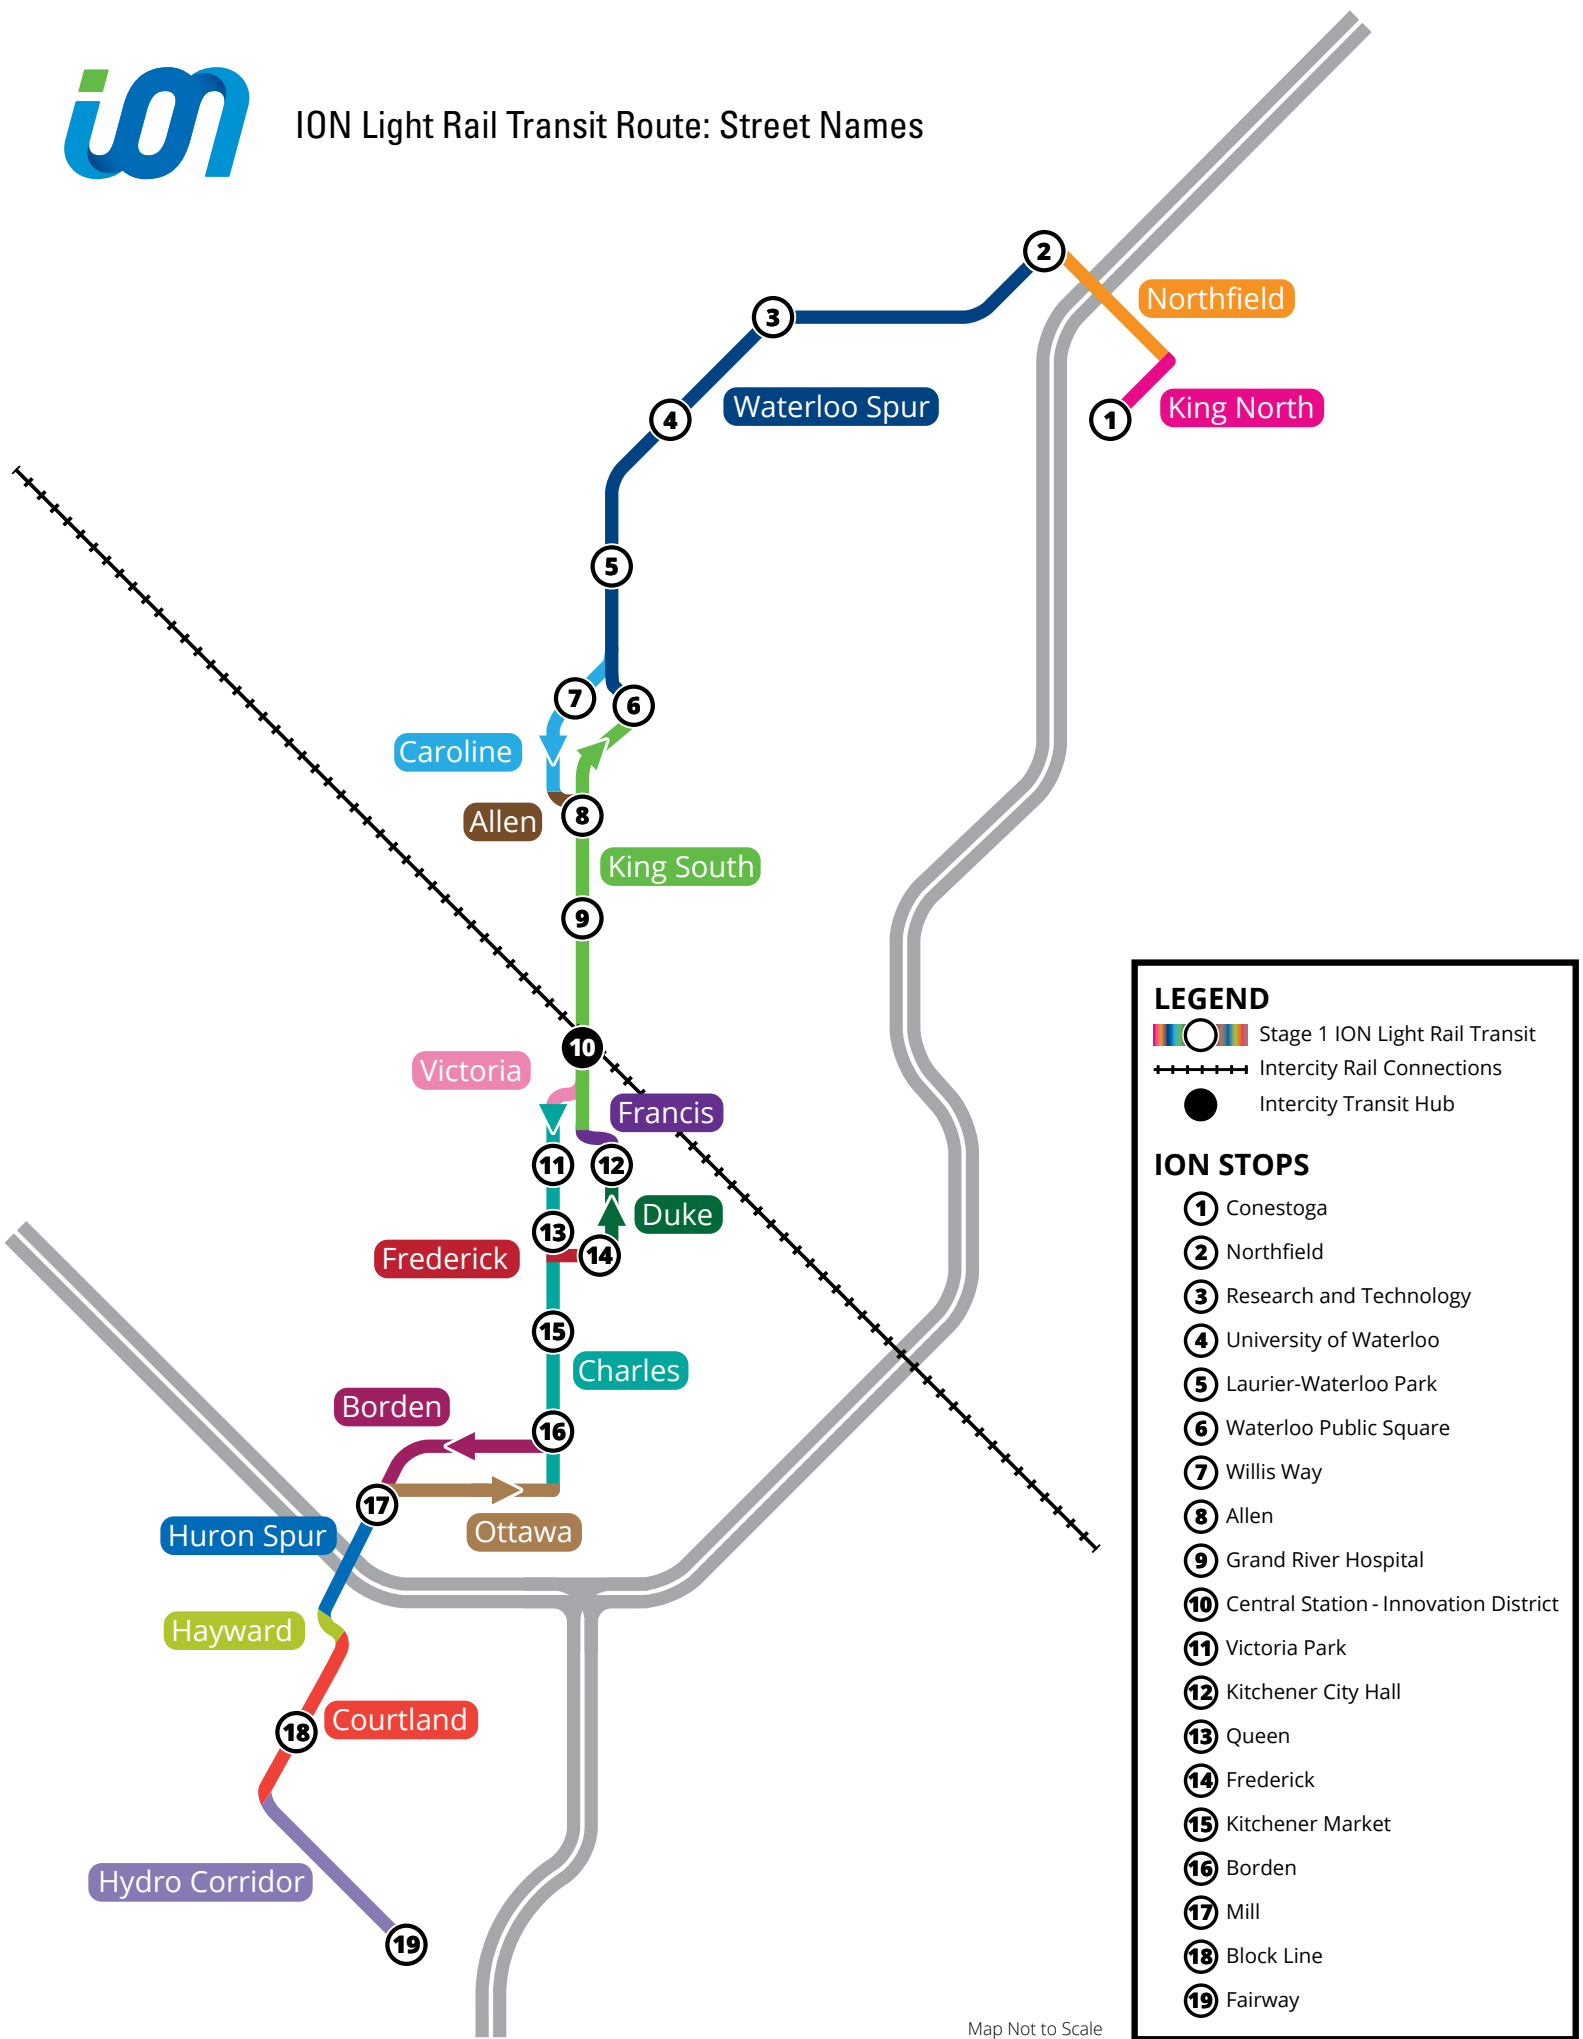 ion
ION Light Rail Transit Route: Street Names
2
Northfield
3
Waterloo Spur
4
1
King North
5
7
6
Caroline
Allen
8
King South
9
10
Victoria
Francis
11
12
13
Duke
Frederick
14
15
Charles
Borden
16
17
Huron Spur
Ottawa
Hayward
18
Courtland
Hydro Corridor
19
Map Not to Scale
LEGEND
Stage 1 ION Light Rail Transit
Intercity Rail Connections
Intercity Transit Hub
ION STOPS
1 Conestoga
2 Northfield
3 Research and Technology
4 University of Waterloo
5 Laurier-Waterloo Park
6 Waterloo Public Square
7 Willis Way
8 Allen
9 Grand River Hospital
10 Central Station - Innovation District
11 Victoria Park
12 Kitchener City Hall
13 Queen
14 Frederick
15 Kitchener Market
16 Borden
17 Mill
18 Block Line
19 Fairway